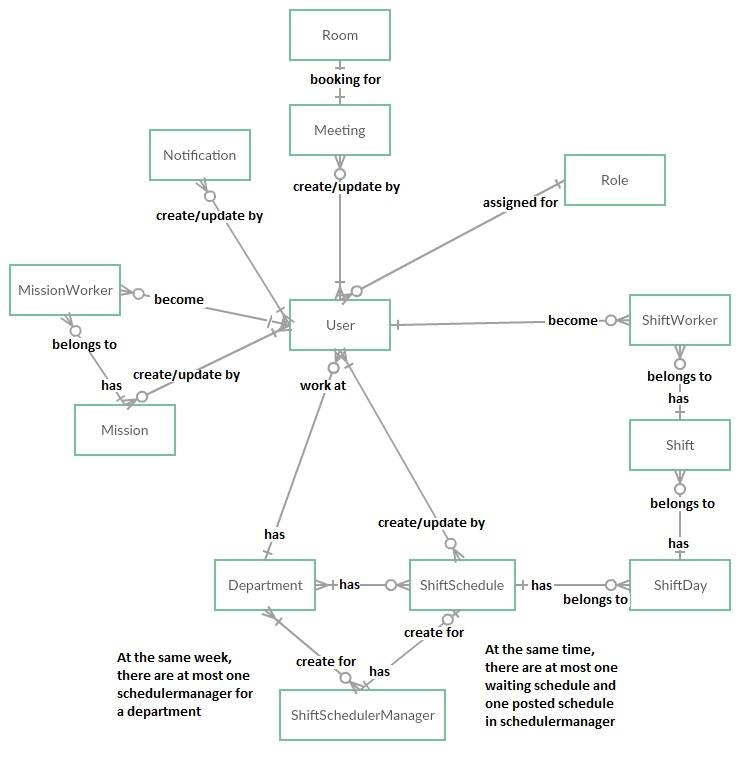 Room
booking for
Meeting
Notification
create/update by
Role
create/update by
assigned for
MissionWorker
become
User
become
ShiftWorker
belongs to
create/update by
has
Mission
work at
belongs to
has
Shift
belongs to
create/update by
has
has
Department
has
ShiftSchedule
has
belongs to
ShiftDay
create for
create for
has
At the same week,
there are at most one
schedulermanager for
a department
At the same time,
there are at most one
waiting schedule and
one posted schedule
in schedulermanager
ShiftSchedulerManager